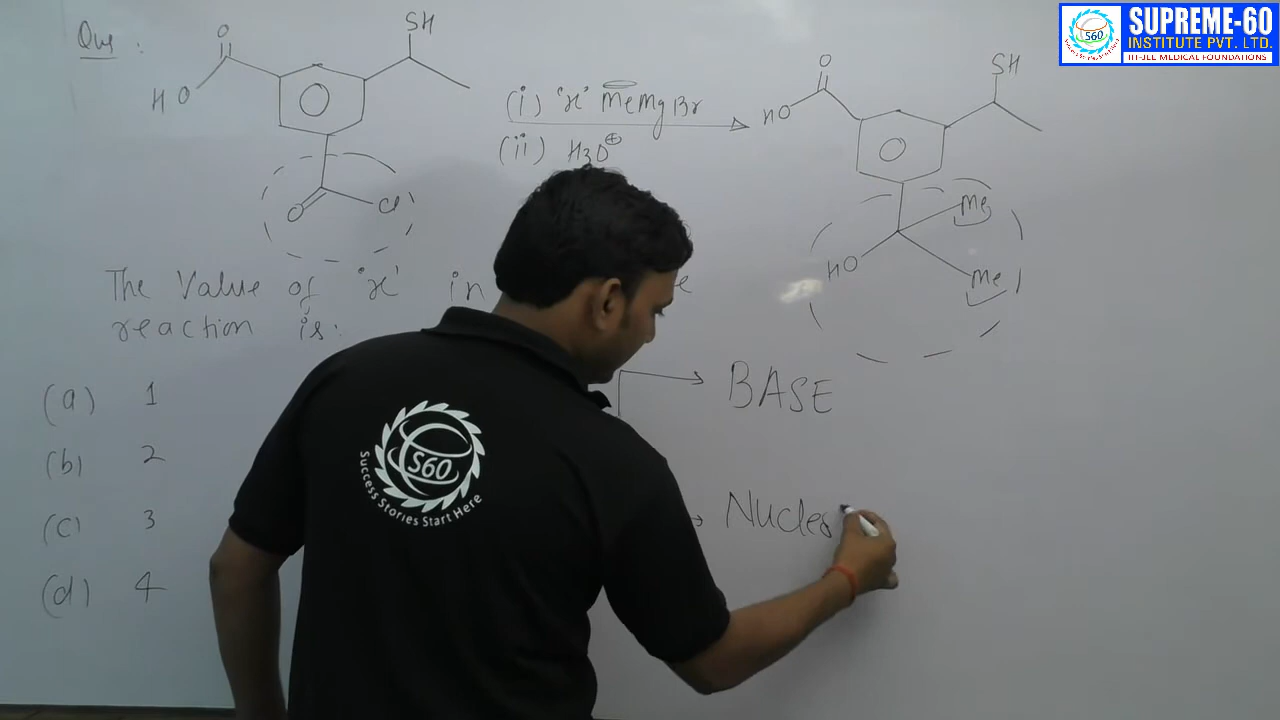 Que :
O
HO
SH
O
Cl
(i) 'x' MeMgBr
(ii) H3O⊕
O
HO
SH
Me
HO
Me
The Value of 'x' in
reaction is:
(a) 1
(b) 2
(c) 3
(d) 4
BASE
Nucleo
S60
Success Stories Start Here
S60
SUPREME-60
INSTITUTE PVT. LTD.
IIT-JEE MEDICAL FOUNDATIONS